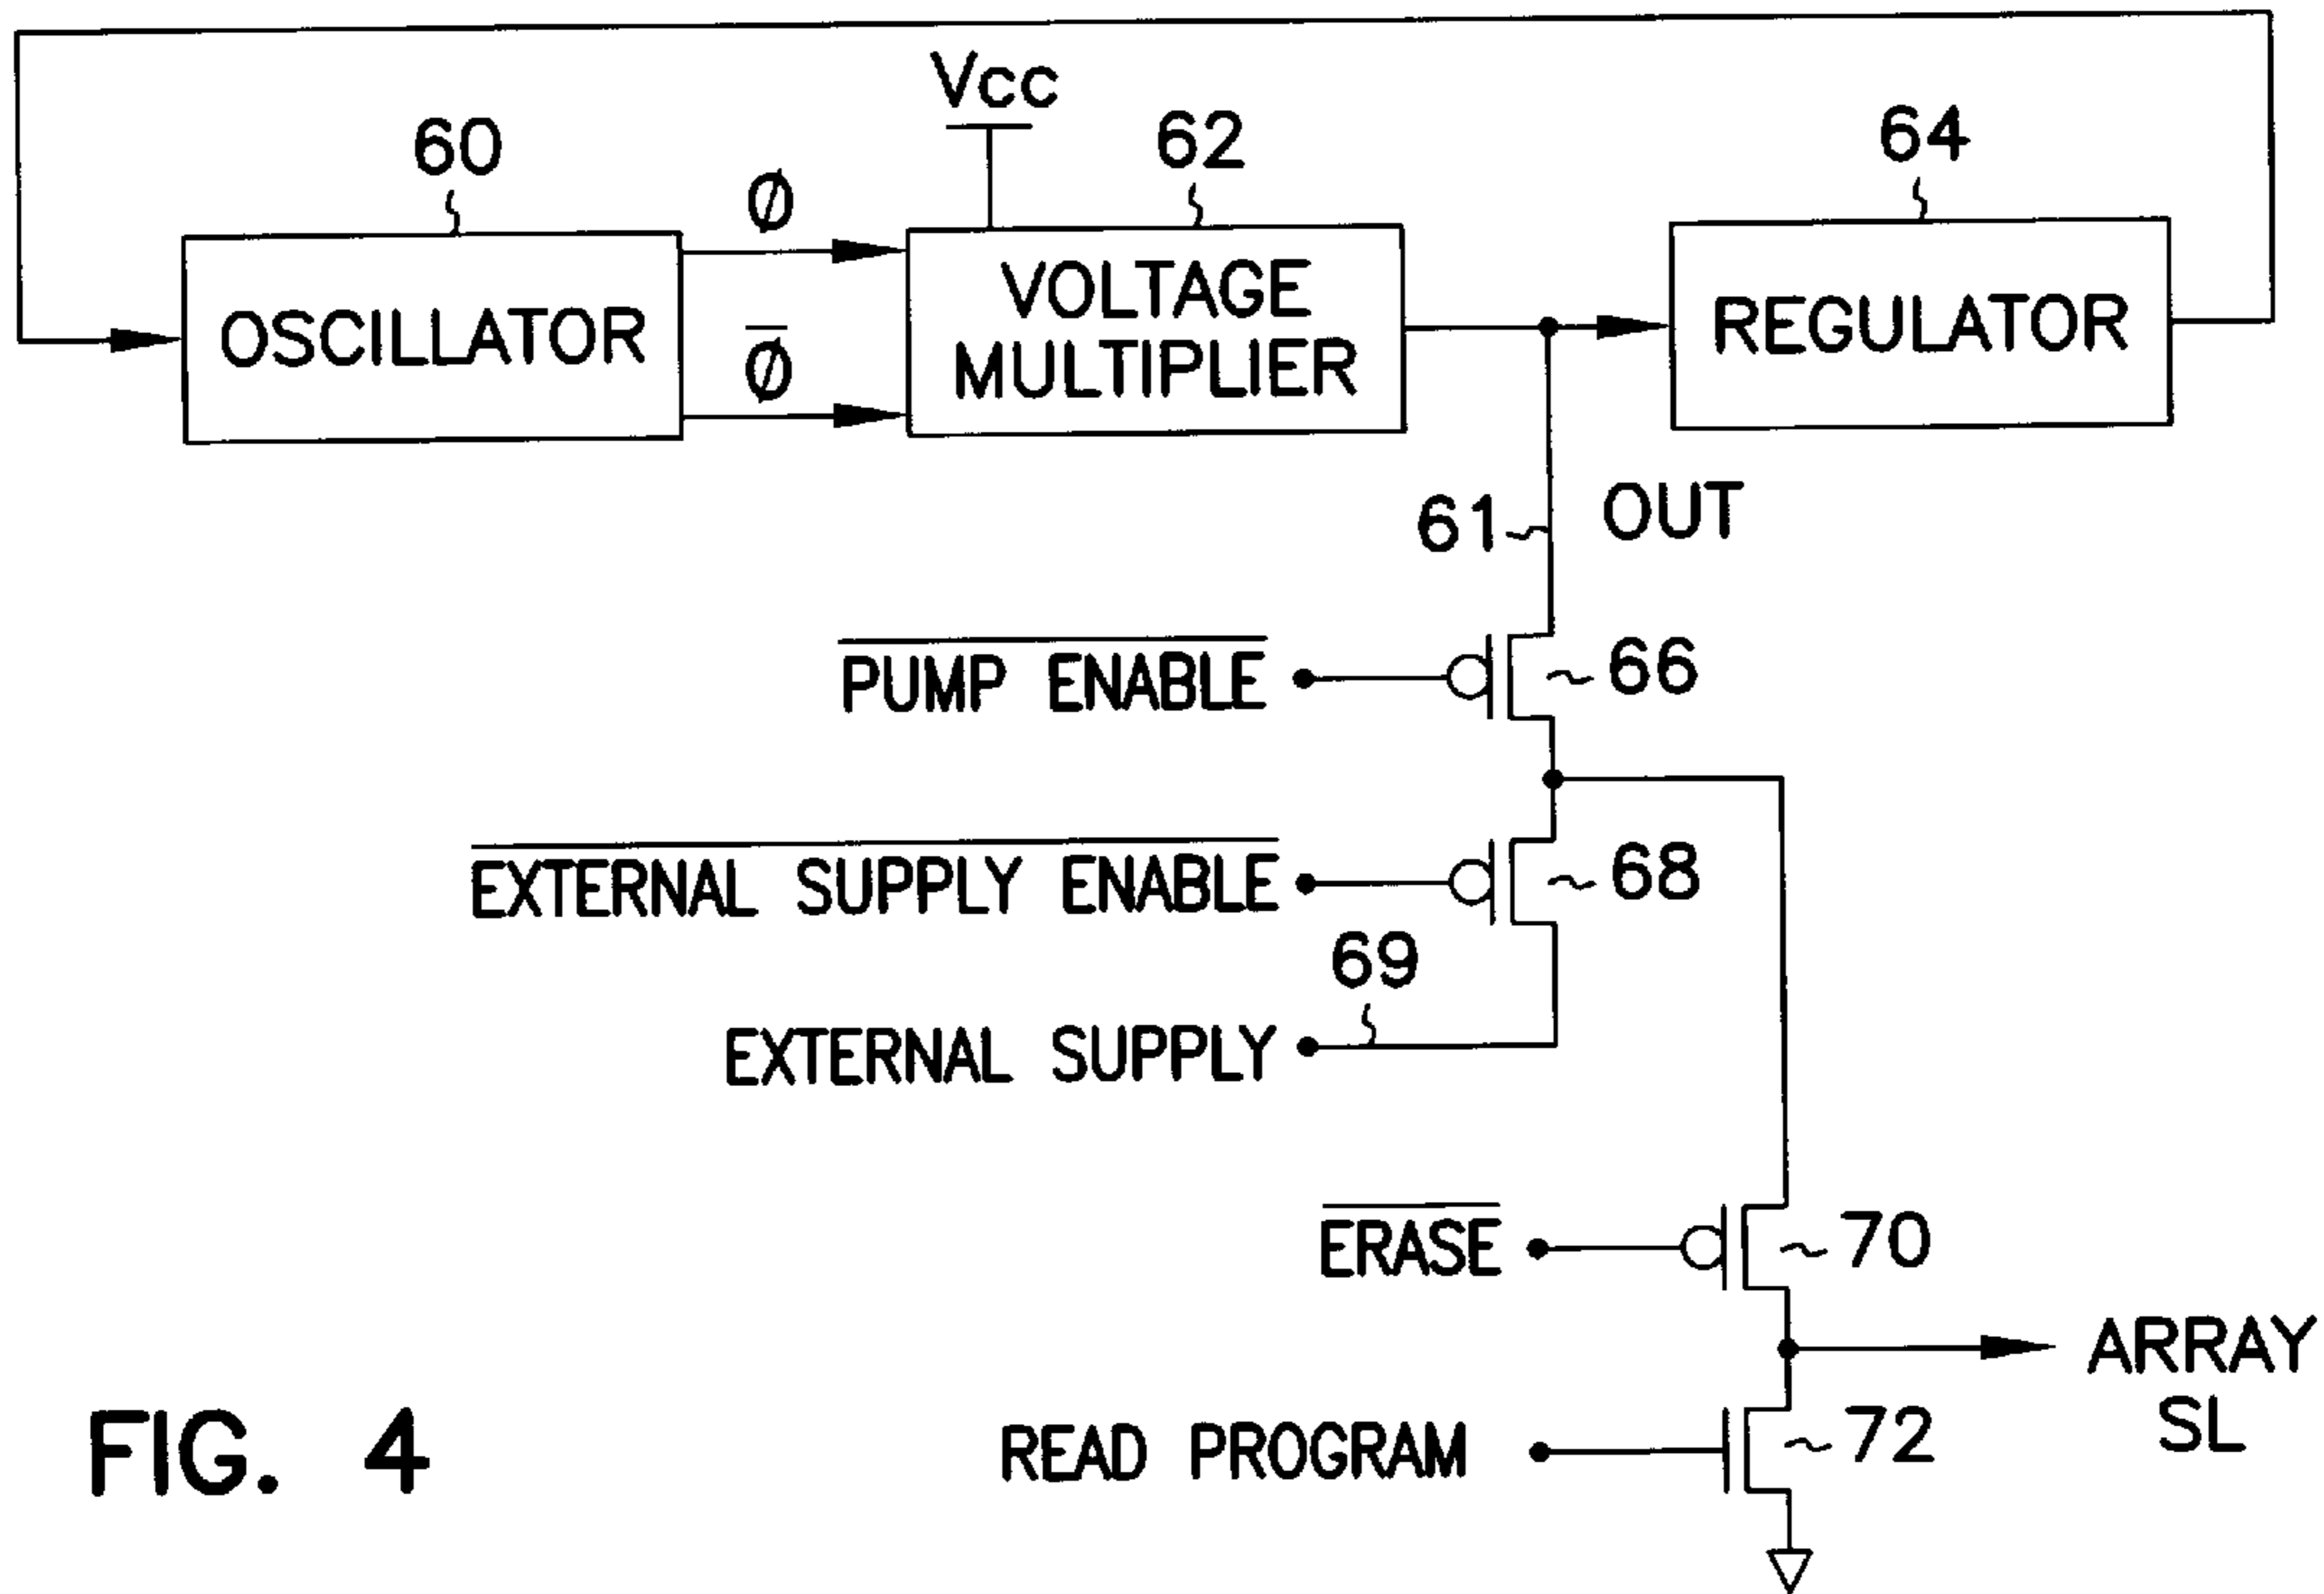 Vcc
60
62
64
Ø
OSCILLATOR
Ø̅
VOLTAGE
MULTIPLIER
REGULATOR
61
OUT
PUMP ENABLE
66
EXTERNAL SUPPLY ENABLE
68
69
EXTERNAL SUPPLY
ERASE
70
ARRAY
SL
READ PROGRAM
72
FIG. 4